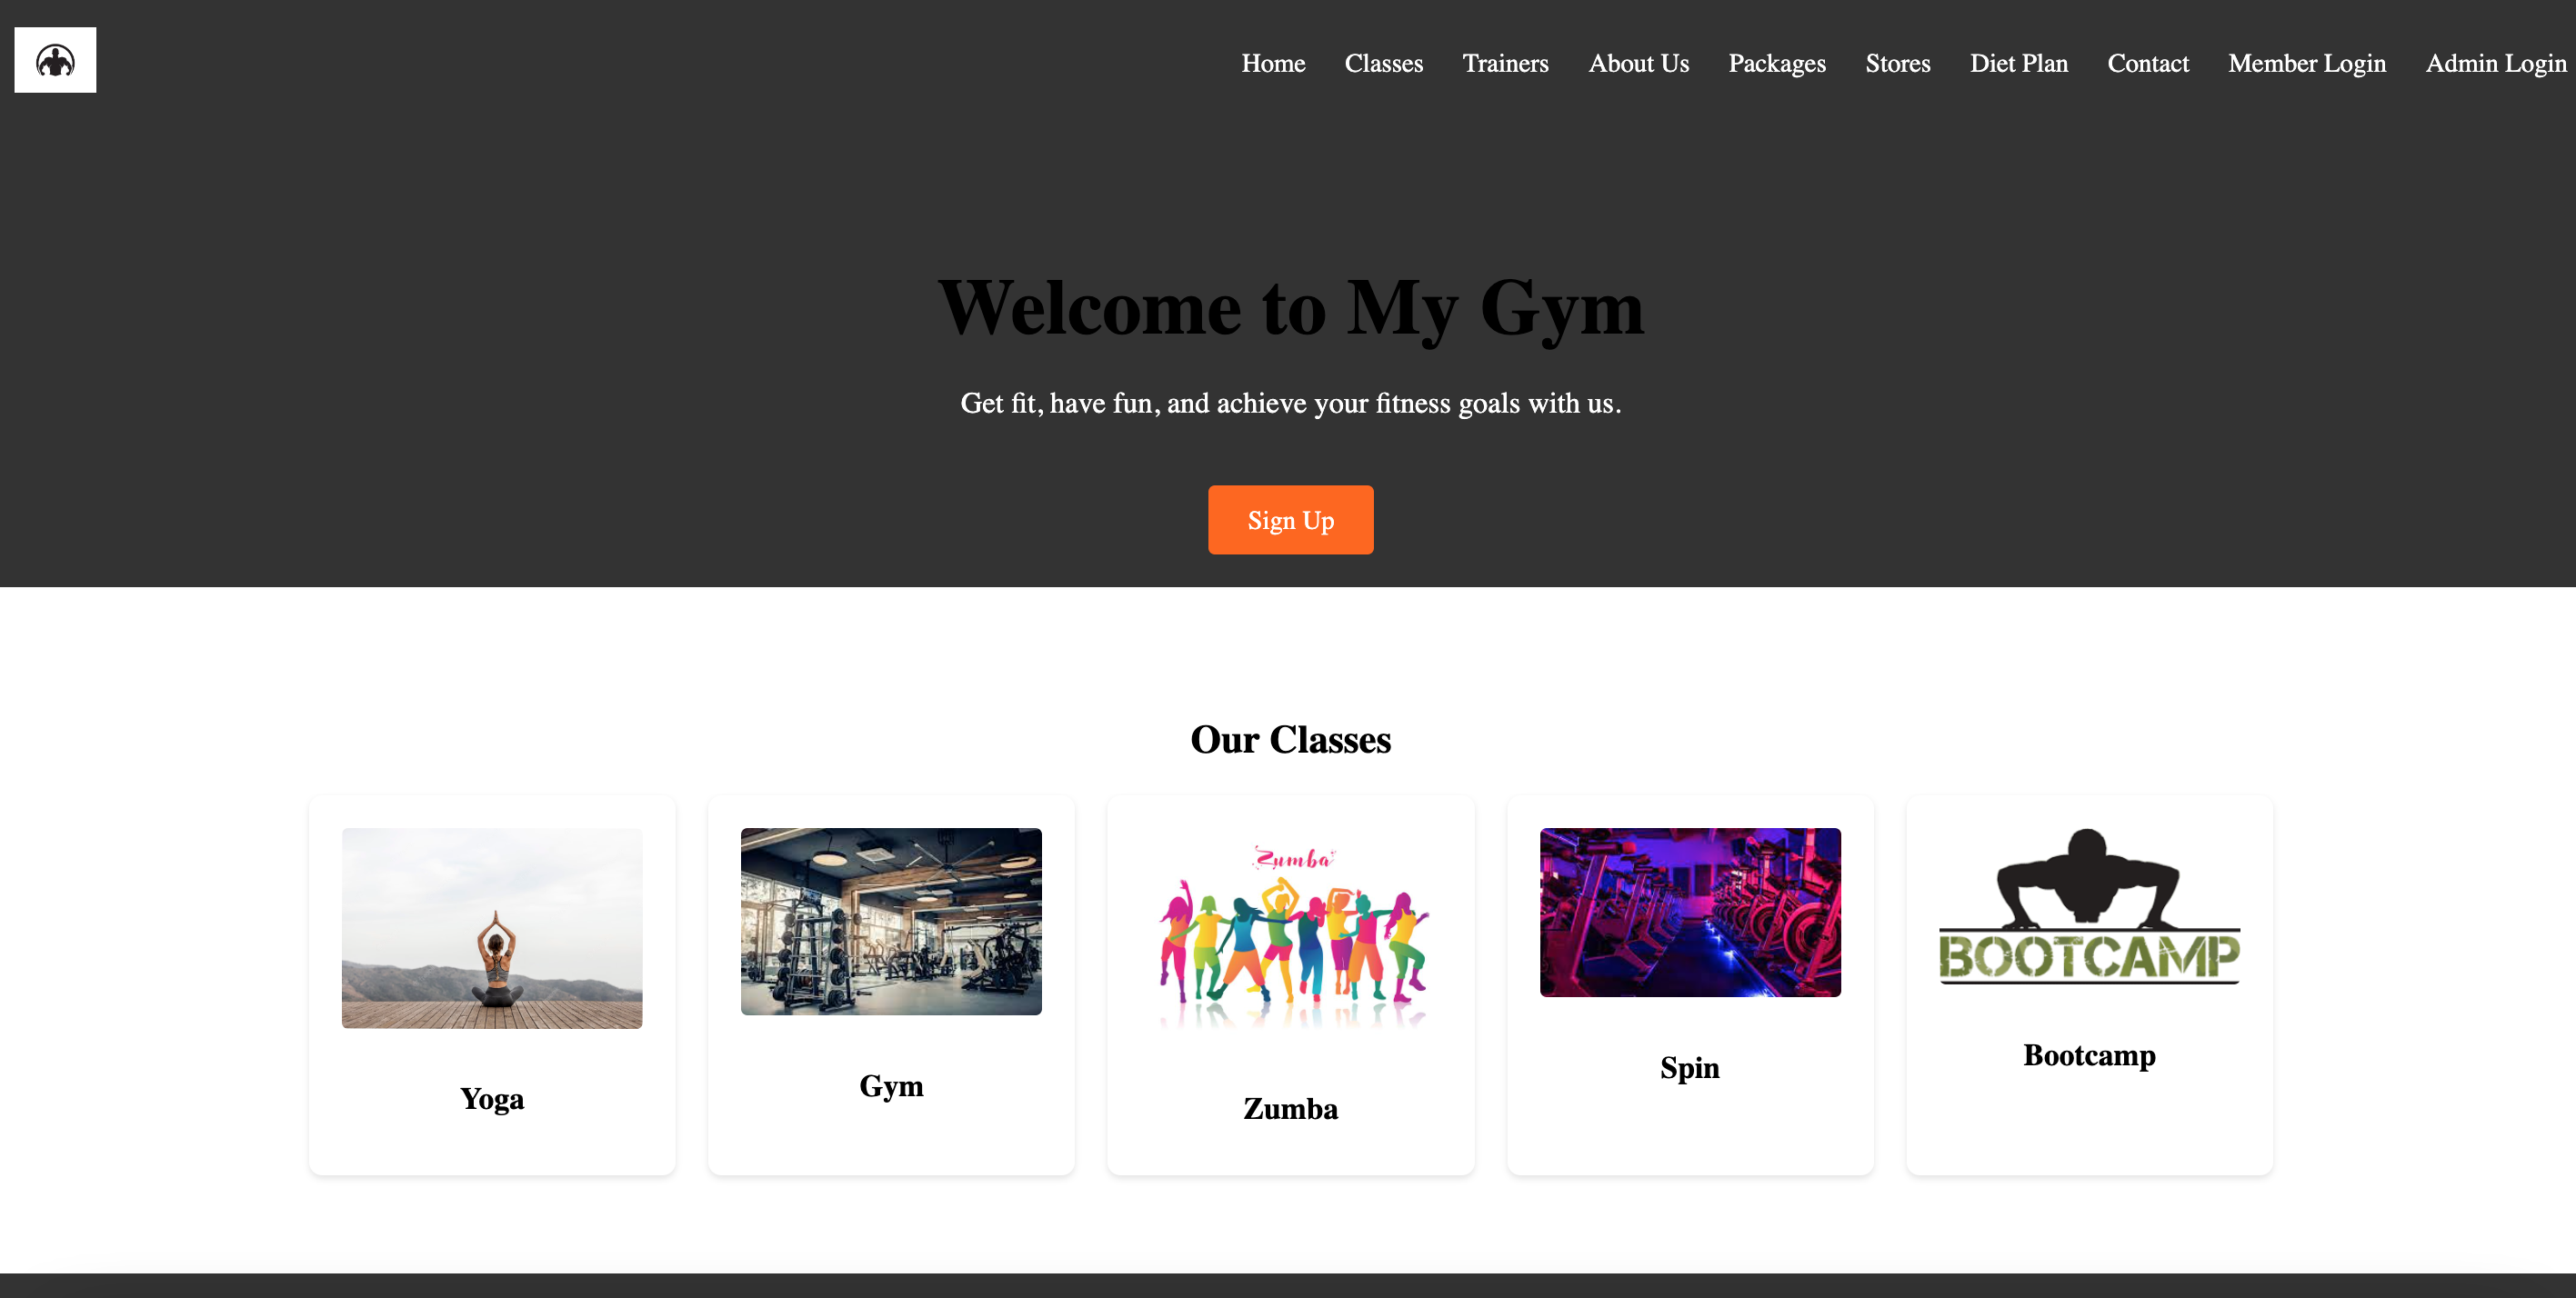 Home Classes Trainers About Us Packages Stores Diet Plan Contact Member Login Admin Login
Welcome to My Gym
Get fit, have fun, and achieve your fitness goals with us.
Sign Up
Our Classes
Zumba
BOOTCAMP
Yoga
Gym
Zumba
Spin
Bootcamp